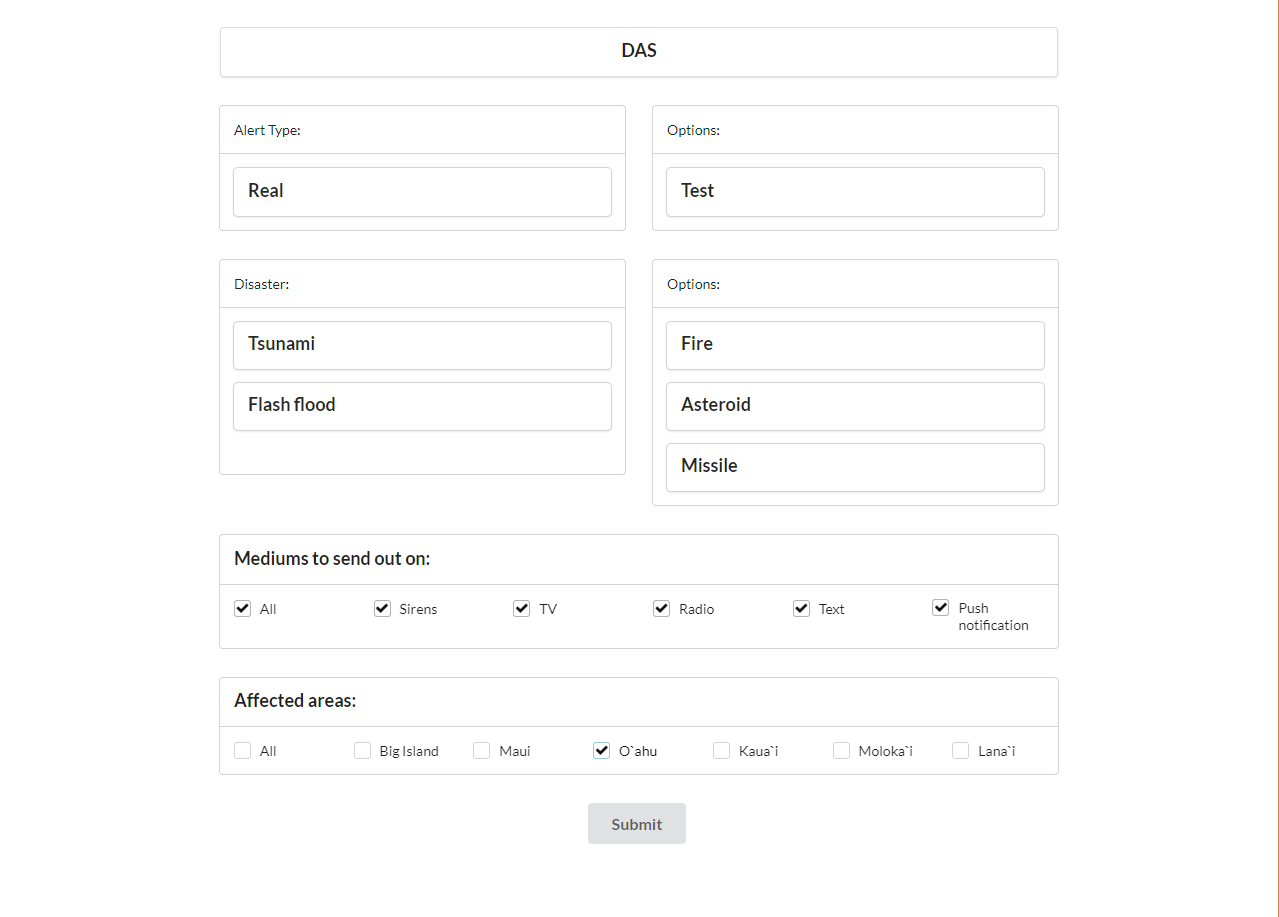 DAS
Alert Type:
Options:
Real
Test
Disaster:
Options:
Tsunami
Fire
Flash flood
Asteroid
Missile
Mediums to send out on:
All
Sirens
TV
Radio
Text
Push
notification
Affected areas:
All
Big Island
Maui
O`ahu
Kaua`i
Moloka`i
Lana`i
Submit